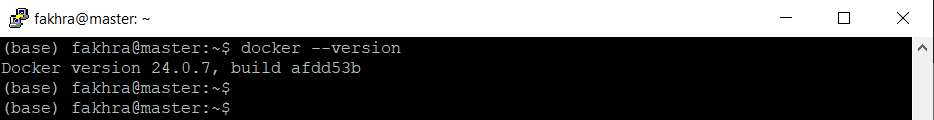 fakhra@master: ~
(base) fakhra@master:~$ docker --version
Docker version 24.0.7, build afdd53b
(base) fakhra@master:~$
(base) fakhra@master:~$